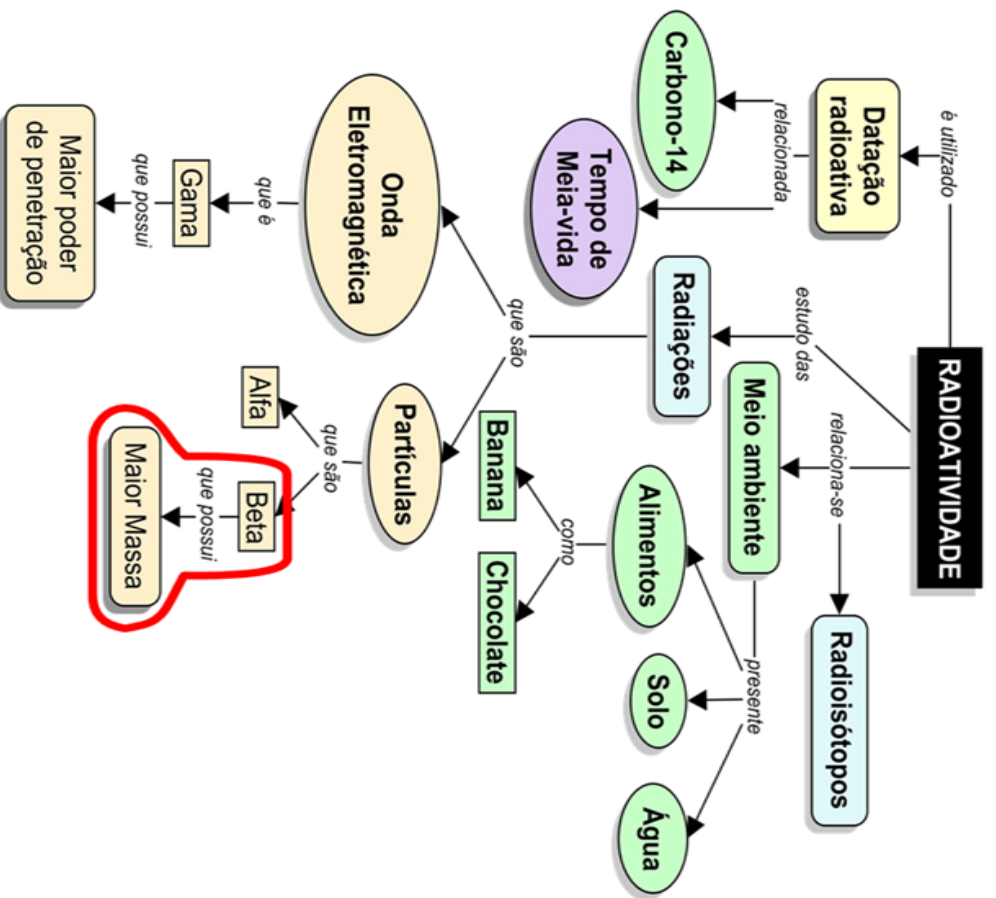 RADIOATIVIDADE
é utilizado
Datação
radioativa
relacionada
Carbono-14
Tempo de
Meia-vida
estudo das
Radiações
que são
Onda
Eletromagnética
que é
Gama
que possui
Maior poder
de penetração
Partículas
que são
Alfa
Beta
que possui
Maior Massa
relaciona-se
Meio ambiente
Radioisótopos
presente
Alimentos
Solo
Água
como
Banana
Chocolate